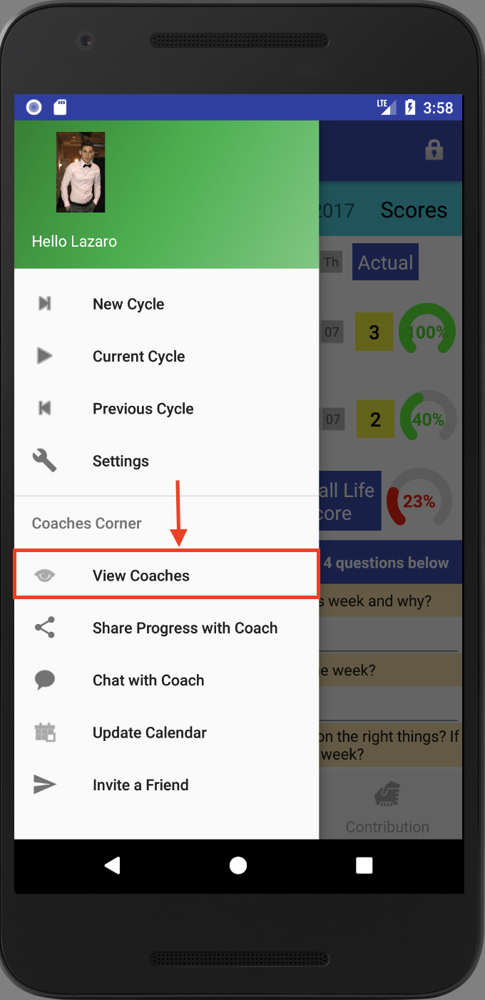 LTE 3:58
Hello Lazaro
New Cycle
Current Cycle
Previous Cycle
Settings
Coaches Corner
View Coaches
Share Progress with Coach
Chat with Coach
Update Calendar
Invite a Friend
2017 Scores
Th Actual
07 3 100%
07 2 40%
all Life
core
23%
4 questions below
s week and why?
e week?
on the right things? If
week?
Contribution